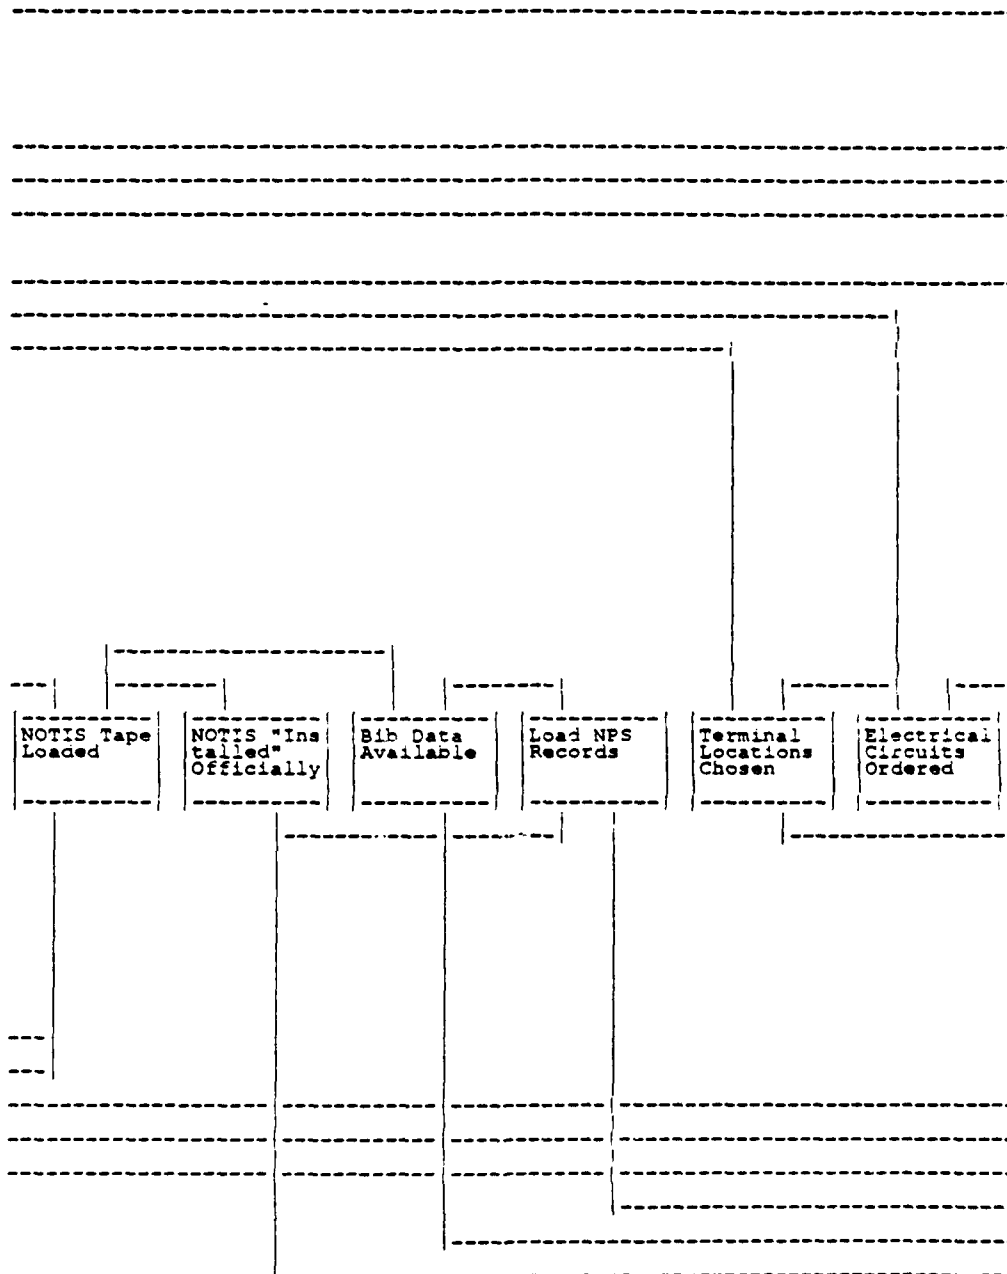 NOTIS Tape
Loaded
NOTIS "Ins
talled"
Officially
Bib Data
Available
Load NPS
Records
Terminal
Locations
Chosen
Electrical
Circuits
Ordered